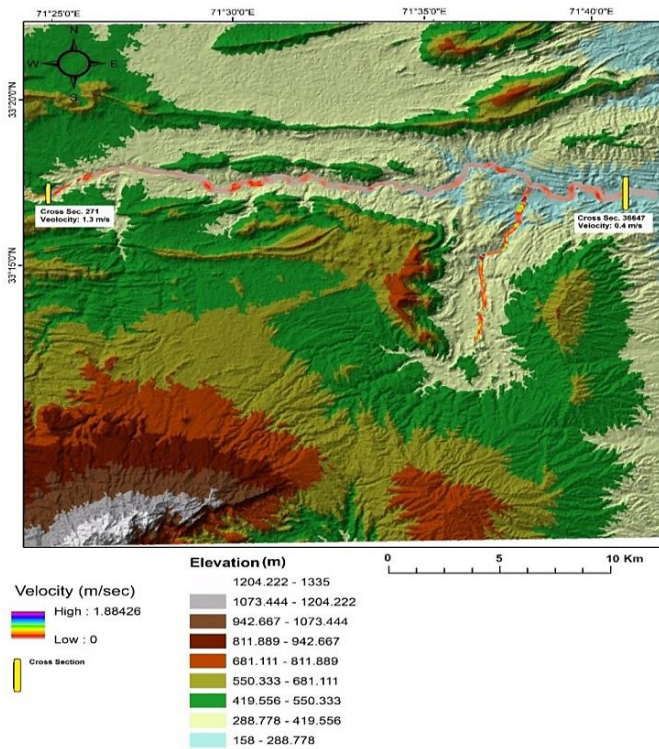 71°25'0"E 71°30'0"E 71°35'0"E 71°40'0"E
N
W E
S
33°20'0"N
Cross Sec. 271
Veolocity: 1.3 m/s
Cross Sec. 36647
Velocity: 0.4 m/s
33°15'0"N
Velocity (m/sec)
High : 1.88426
Low : 0
Cross Section
Elevation (m)
1204.222 - 1335
1073.444 - 1204.222
942.667 - 1073.444
811.889 - 942.667
681.111 - 811.889
550.333 - 681.111
419.556 - 550.333
288.778 - 419.556
158 - 288.778
0 5 10 Km